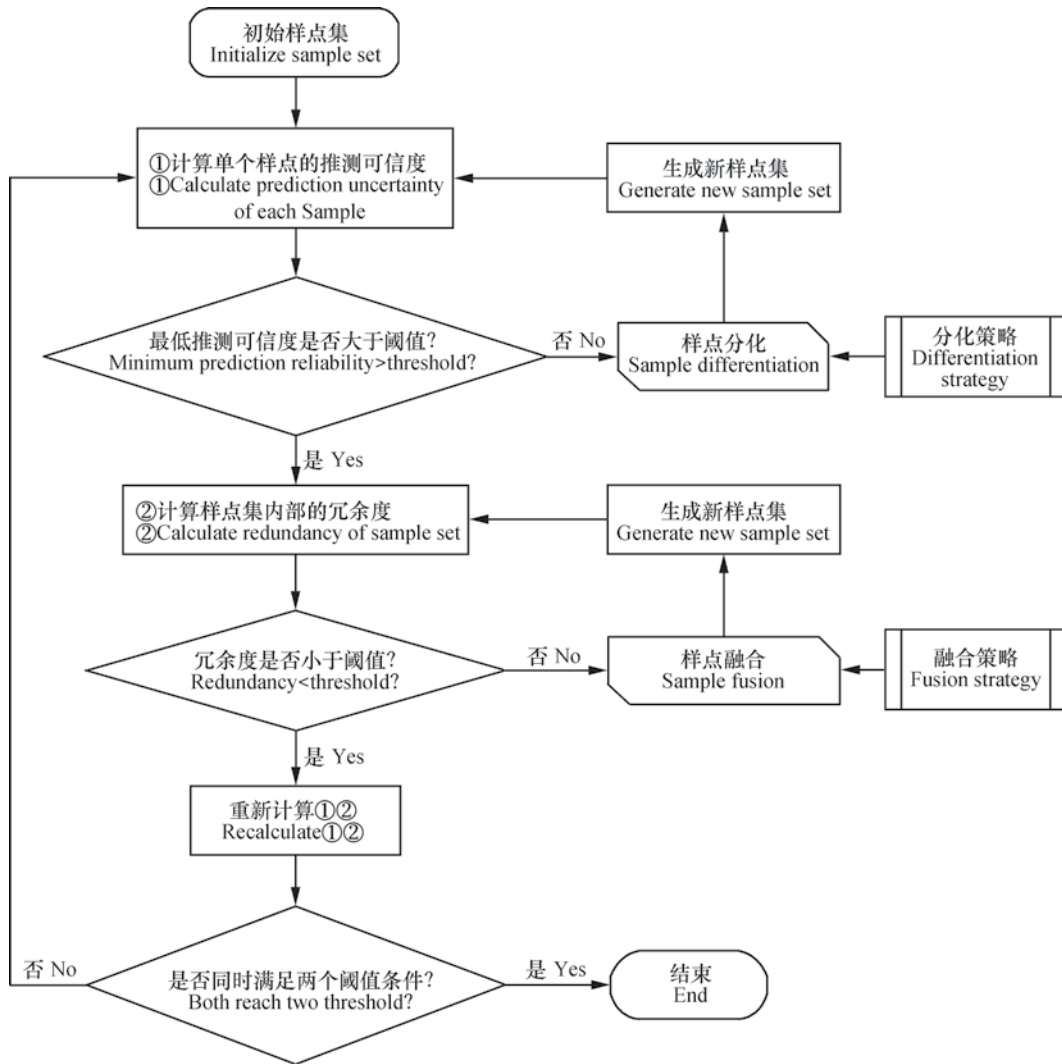 初始样点集
Initialize sample set
①计算单个样点的推测可信度
①Calculate prediction uncertainty
of each Sample
生成新样点集
Generate new sample set
最低推测可信度是否大于阈值?
Minimum prediction reliability>threshold?
否 No
样点分化
Sample differentiation
分化策略
Differentiation
strategy
是 Yes
②计算样点集内部的冗余度
②Calculate redundancy of sample set
生成新样点集
Generate new sample set
冗余度是否小于阈值?
Redundancy<threshold?
否 No
样点融合
Sample fusion
融合策略
Fusion strategy
是 Yes
重新计算①②
Recalculate①②
否 No
是否同时满足两个阈值条件?
Both reach two threshold?
是 Yes
结束
End